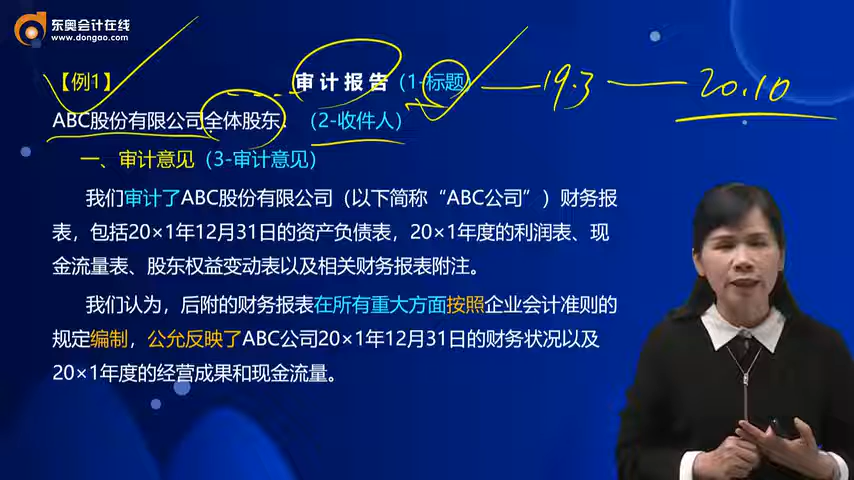 东奥会计在线
www.dongao.com
【例1】 审计报告（1-标题） 19.3 20.10
ABC股份有限公司全体股东：（2-收件人）
一、审计意见（3-审计意见）
我们审计了ABC股份有限公司（以下简称“ABC公司”）财务报
表，包括20×1年12月31日的资产负债表，20×1年度的利润表、现
金流量表、股东权益变动表以及相关财务报表附注。
我们认为，后附的财务报表在所有重大方面按照企业会计准则的
规定编制，公允反映了ABC公司20×1年12月31日的财务状况以及
20×1年度的经营成果和现金流量。